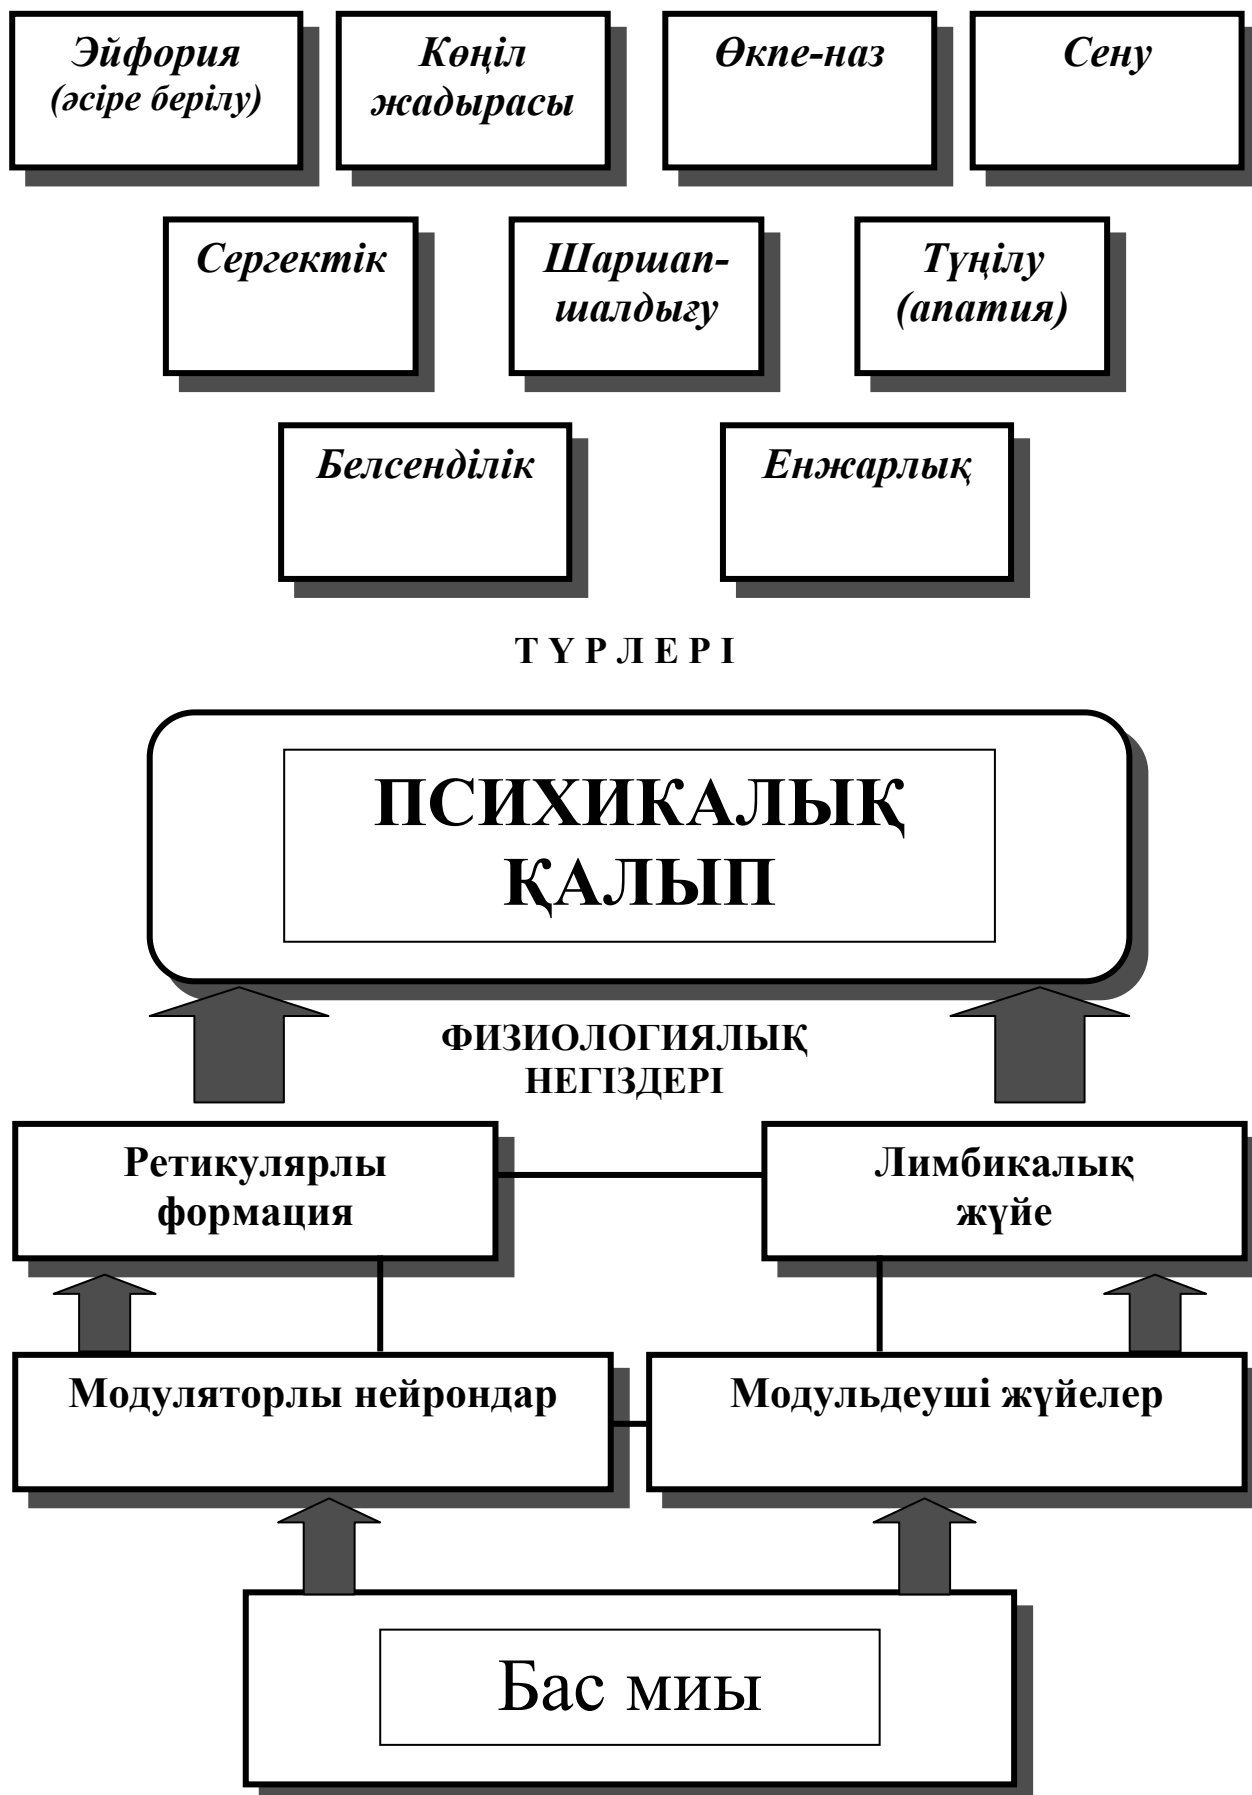 Эйфория
(әсіре берілу)
Көңіл
жадырасы
Өкпе-наз
Сену
Сергектік
Шаршап-
шалдығу
Түңілу
(апатия)
Белсенділік
Енжарлық
Т Ү Р Л Е Р І
ПСИХИКАЛЫҚ
ҚАЛЫП
ФИЗИОЛОГИЯЛЫҚ
НЕГІЗДЕРІ
Ретикулярлы
формация
Лимбикалық
жүйе
Модуляторлы нейрондар
Модульдеуші жүйелер
Бас миы